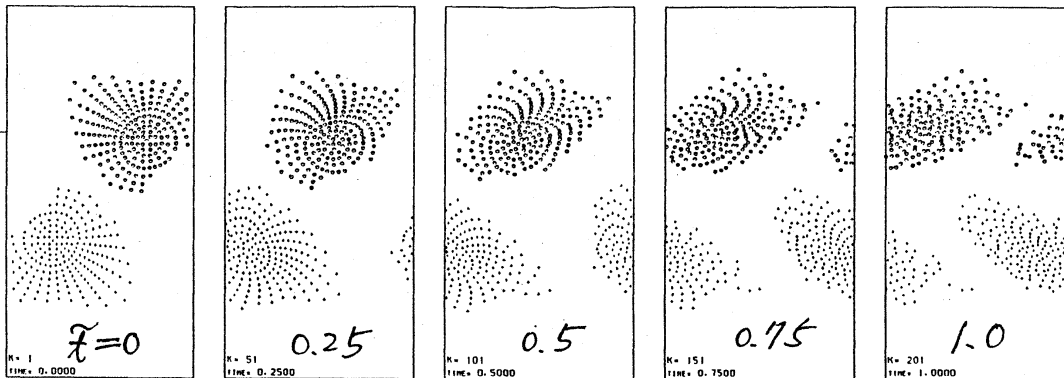 t̃=0
K= 1
TIME= 0.0000
0.25
K= 51
TIME= 0.2500
0.5
K= 101
TIME= 0.5000
0.75
K= 151
TIME= 0.7500
1.0
K= 201
TIME= 1.0000